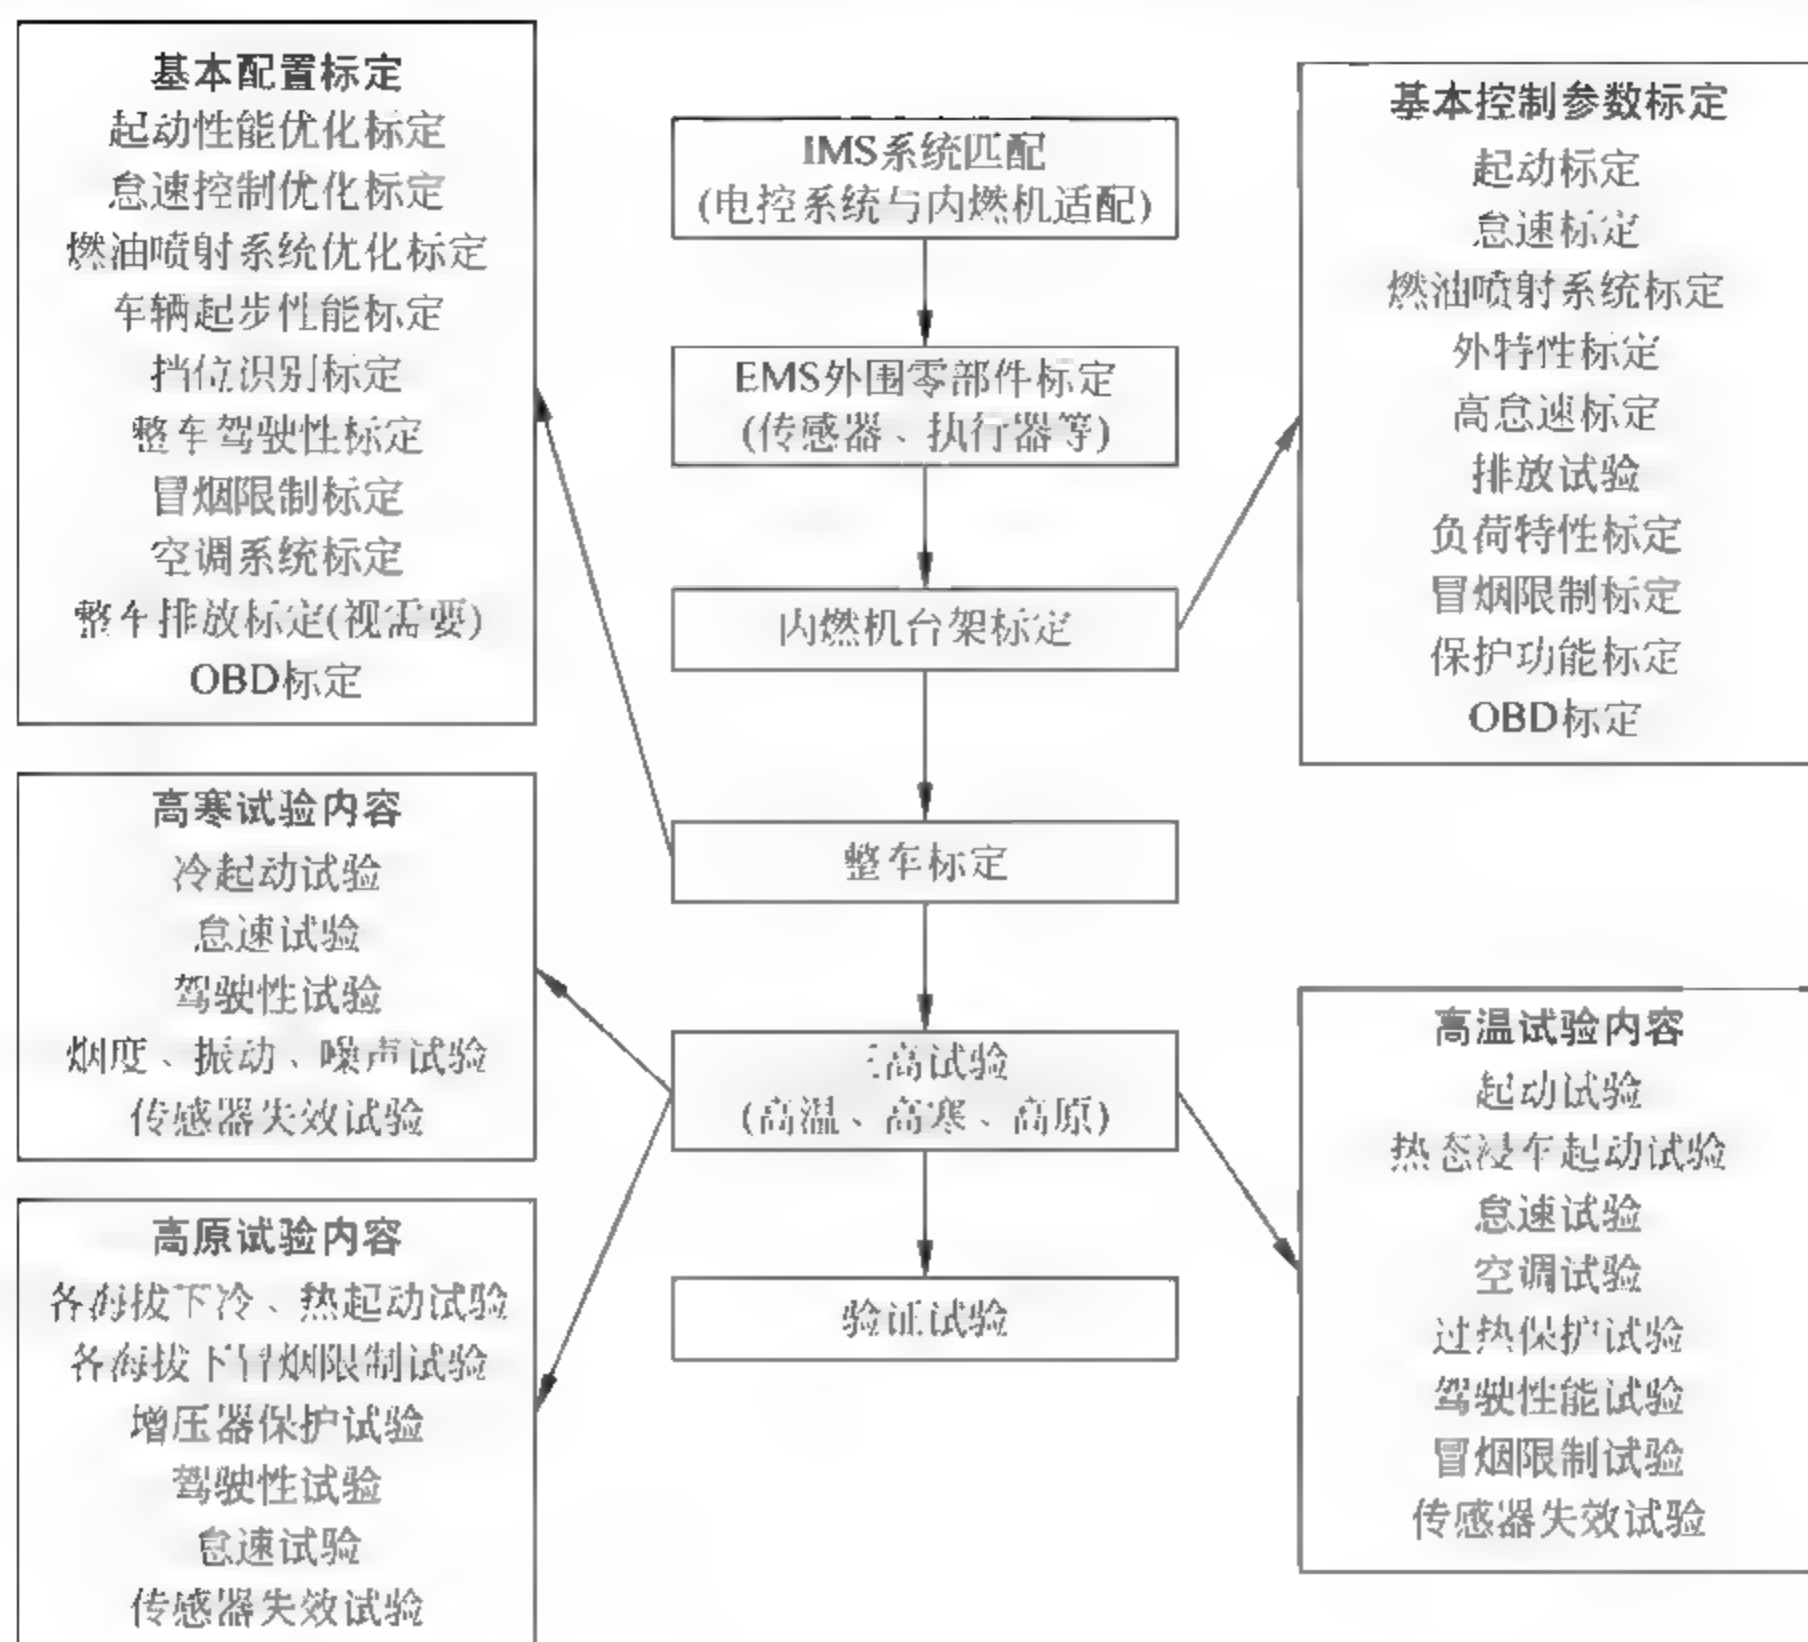 基本配置标定
起动性能优化标定
怠速控制优化标定
燃油喷射系统优化标定
车辆起步性能标定
挡位识别标定
整车驾驶性标定
冒烟限制标定
空调系统标定
整车排放标定(视需要)
OBD标定
高寒试验内容
冷起动试验
怠速试验
驾驶性试验
烟度、振动、噪声试验
传感器失效试验
高原试验内容
各海拔下冷、热起动试验
各海拔下冒烟限制试验
增压器保护试验
驾驶性试验
怠速试验
传感器失效试验
IMS系统匹配
(电控系统与内燃机适配)
EMS外围零部件标定
(传感器、执行器等)
内燃机台架标定
整车标定
三高试验
(高温、高寒、高原)
验证试验
基本控制参数标定
起动标定
怠速标定
燃油喷射系统标定
外特性标定
高怠速标定
排放试验
负荷特性标定
冒烟限制标定
保护功能标定
OBD标定
高温试验内容
起动试验
热态浸车起动试验
怠速试验
空调试验
过热保护试验
驾驶性能试验
冒烟限制试验
传感器失效试验